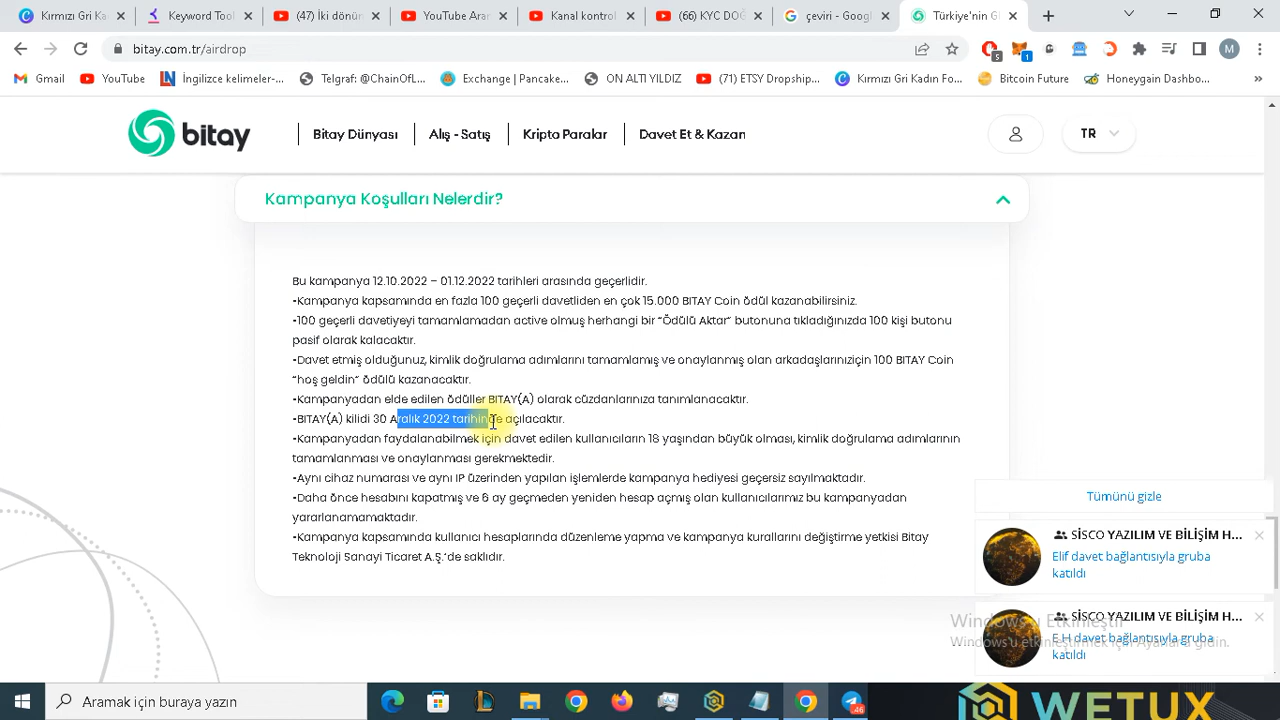 Kırmızı Gri Ka
Keyword Tool
(47) İki dönür
YouTube Arar
Kanal kontrol
(66) KYC DOĞ
çeviri - Googl
Türkiye'nin Gl
bitay.com.tr/airdrop
5
1
M
Gmail
YouTube
İngilizce kelimeler-...
Telgraf: @ChainOfL...
Exchange | Pancake...
ON ALTI YILDIZ
(71) ETSY Dropship...
Kırmızı Gri Kadın Fo...
Bitcoin Future
Honeygain Dashbo...
bitay
Bitay Dünyası
Alış - Satış
Kripto Paralar
Davet Et & Kazan
TR
Kampanya Koşulları Nelerdir?
Bu kampanya 12.10.2022 – 01.12.2022 tarihleri arasında geçerlidir.
•Kampanya kapsamında en fazla 100 geçerli davetliden en çok 15.000 BITAY Coin ödül kazanabilirsiniz.
•100 geçerli davetiyeyi tamamlamadan active olmuş herhangi bir “Ödülü Aktar” butonuna tıkladığınızda 100 kişi butonu
pasif olarak kalacaktır.
•Davet etmiş olduğunuz, kimlik doğrulama adımlarını tamamlamış ve onaylanmış olan arkadaşlarınıziçin 100 BITAY Coin
“hoş geldin” ödülü kazanacaktır.
•Kampanyadan elde edilen ödüller BITAY(A) olarak cüzdanlarınıza tanımlanacaktır.
•BITAY(A) kilidi 30 Aralık 2022 tarihinde açılacaktır.
•Kampanyadan faydalanabilmek için davet edilen kullanıcıların 18 yaşından büyük olması, kimlik doğrulama adımlarının
tamamlanması ve onaylanması gerekmektedir.
•Aynı cihaz numarası ve aynı IP üzerinden yapılan işlemlerde kampanya hediyesi geçersiz sayılmaktadır.
•Daha önce hesabını kapatmış ve 6 ay geçmeden yeniden hesap açmış olan kullanıcılarımız bu kampanyadan
yararlanamamaktadır.
•Kampanya kapsamında kullanıcı hesaplarında düzenleme yapma ve kampanya kurallarını değiştirme yetkisi Bitay
Teknoloji Sanayi Ticaret A.Ş.’de saklıdır.
Tümünü gizle
SİSCO YAZILIM VE BİLİŞİM H...
Elif davet bağlantısıyla gruba
katıldı
SİSCO YAZILIM VE BİLİŞİM H...
E H davet bağlantısıyla gruba
katıldı
Windows'u Etkinleştir
Windows'u etkinleştirmek için Ayarlar'a gidin.
Aramak için buraya yazın
46
WETUX